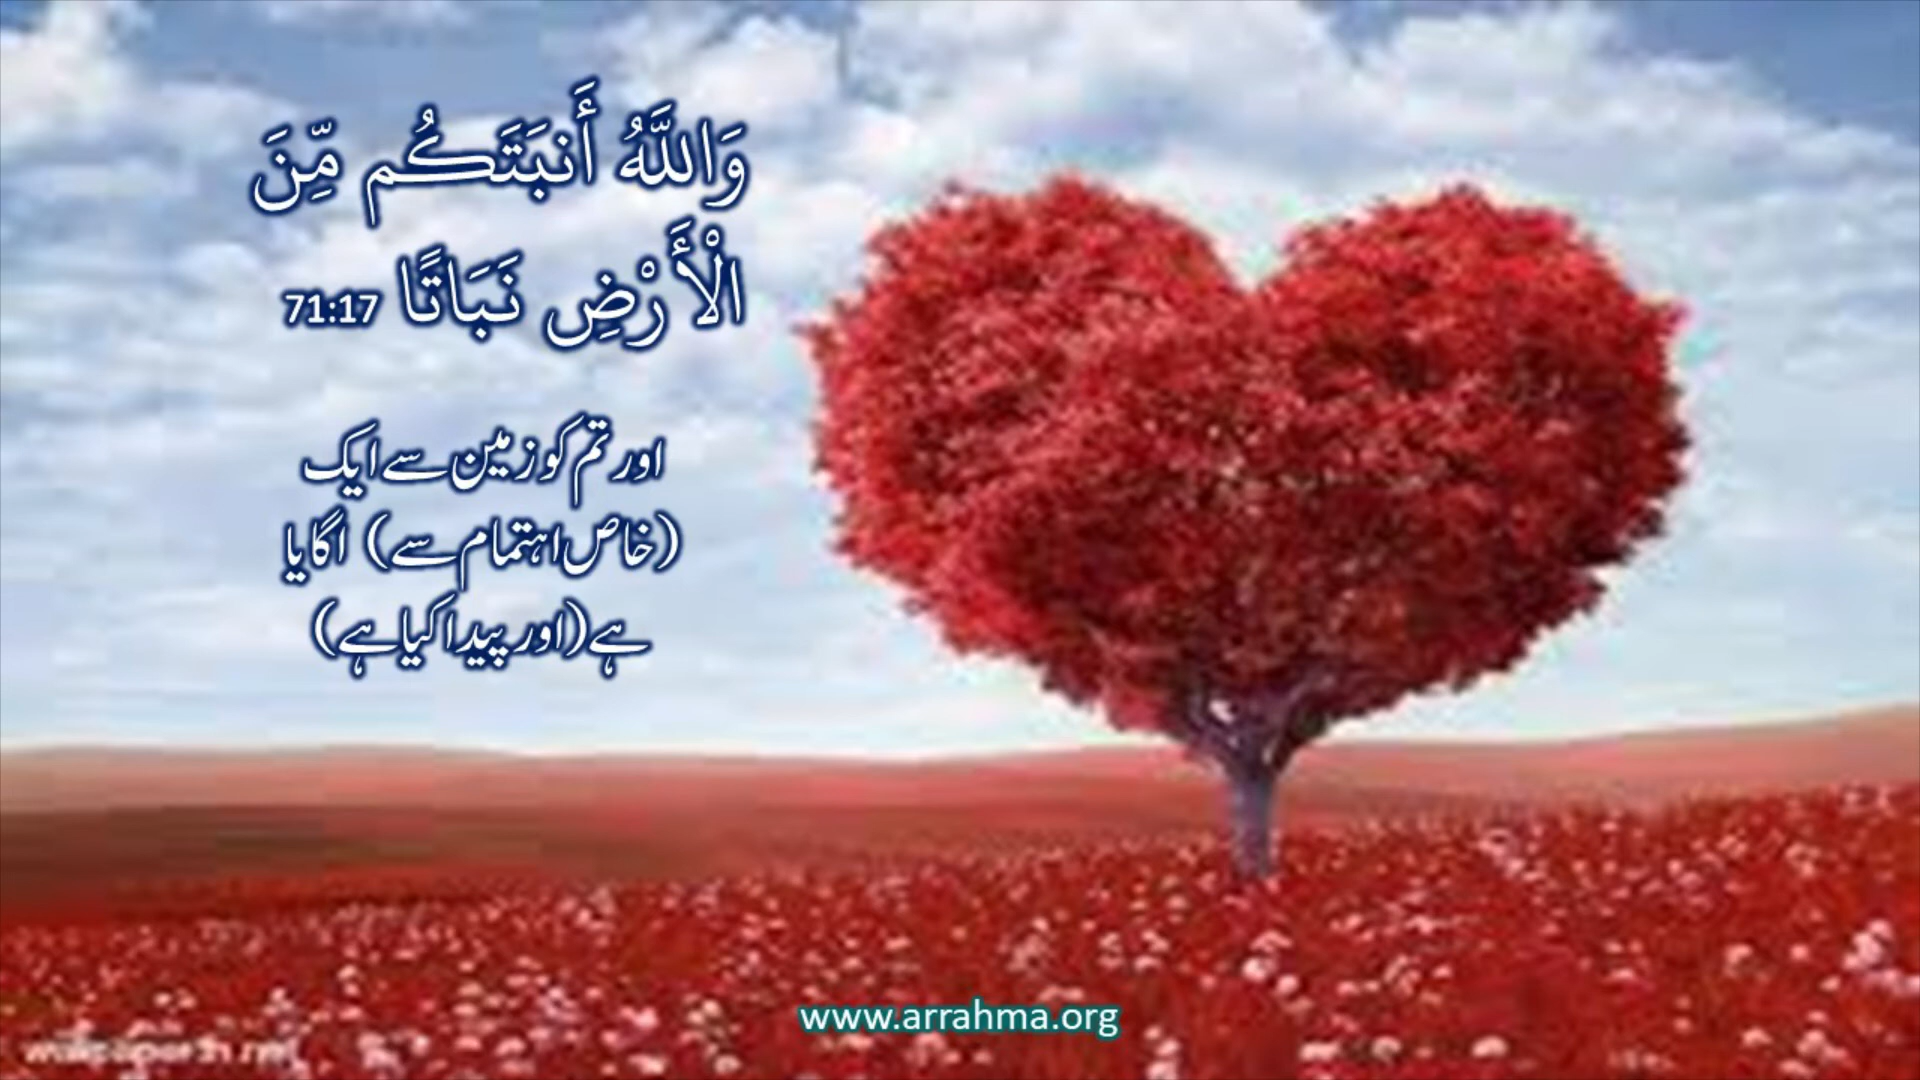 وَاللَّهُ أَنبَتَكُم مِّنَ
الْأَرْضِ نَبَاتًا 71:17
اور تم کو زمین سے ایک
(خاص اہتمام سے) اگایا
ہے (اور پیدا کیا ہے)
www.arrahma.org